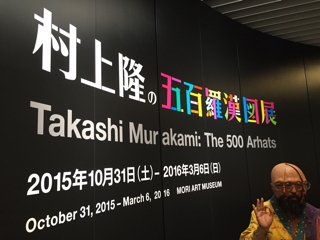 村上隆の五百羅漢図展
Takashi Murakami: The 500 Arhats
2015年10月31日(土)– 2016年3月6日(日)
October 31, 2015 – March 6, 2016 MORI ART MUSEUM